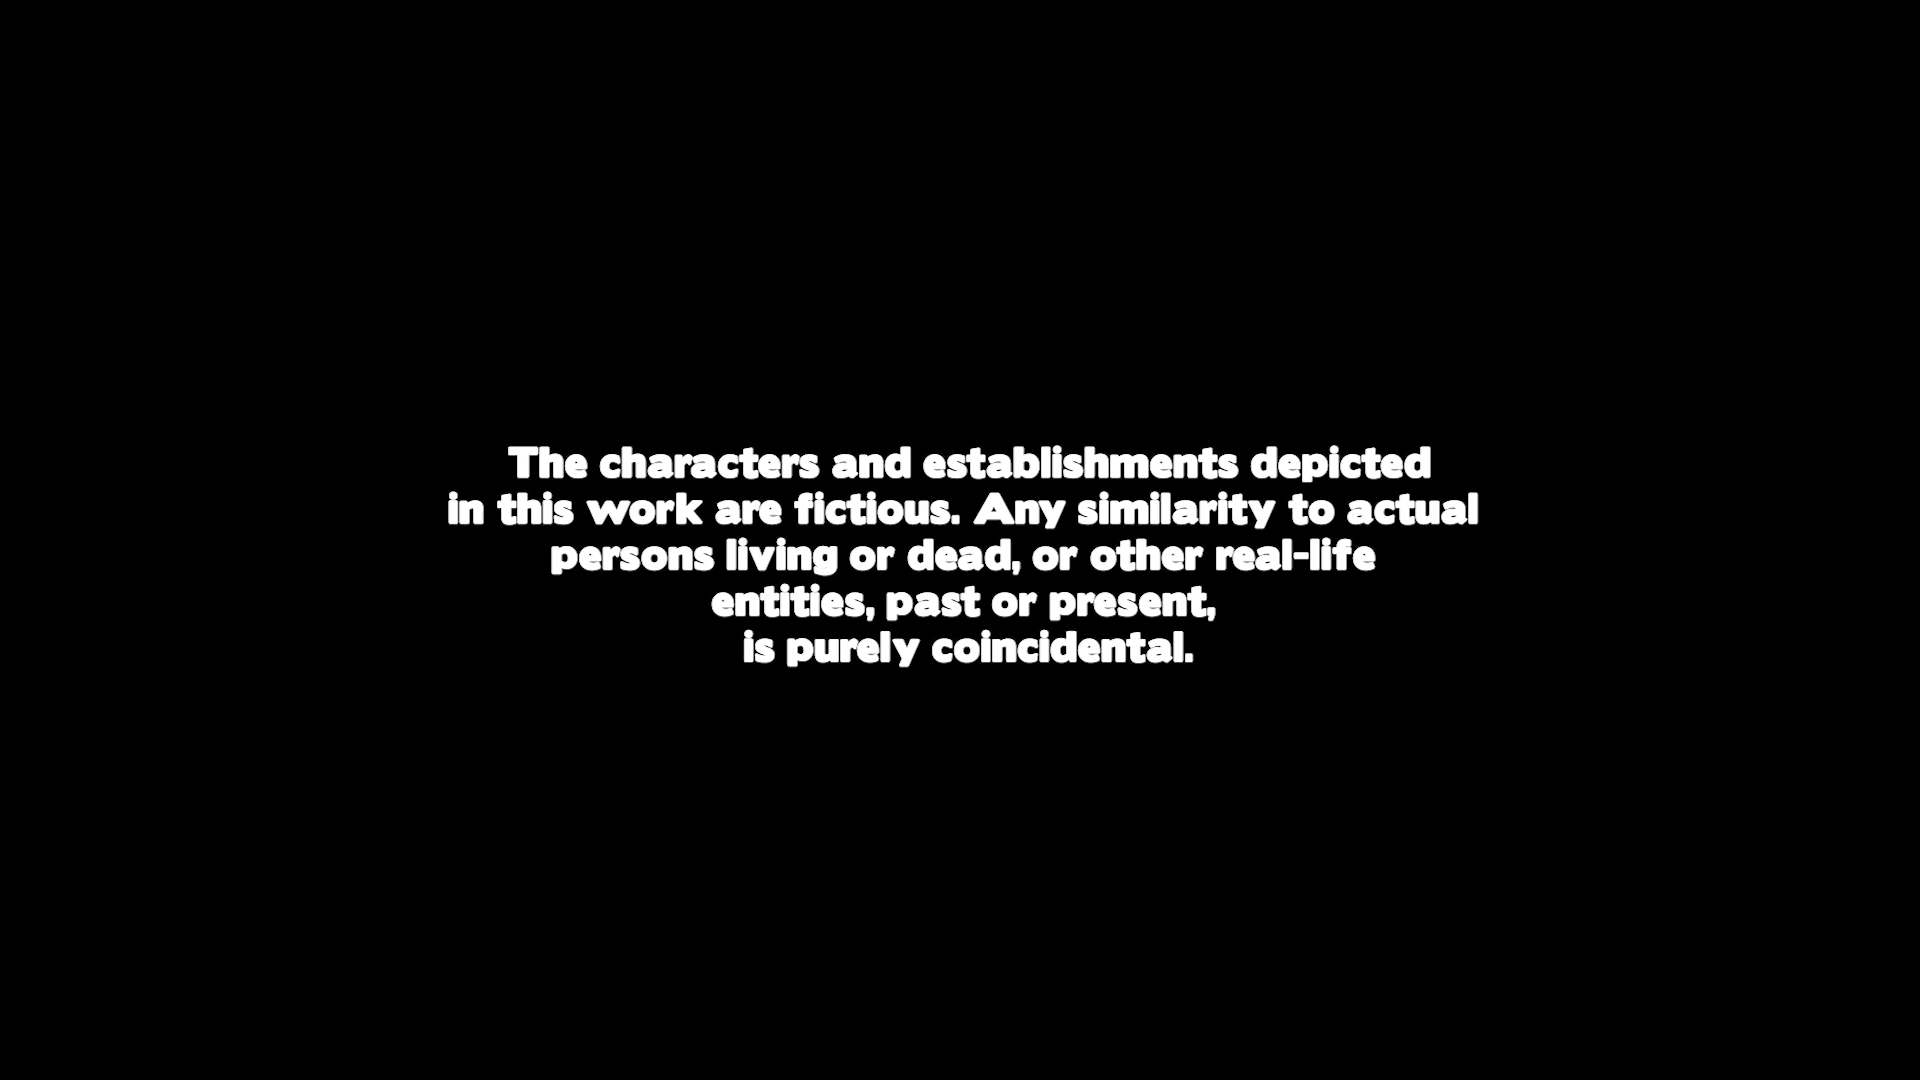 The characters and establishments depicted
in this work are fictious. Any similarity to actual
persons living or dead, or other real-life
entities, past or present,
is purely coincidental.